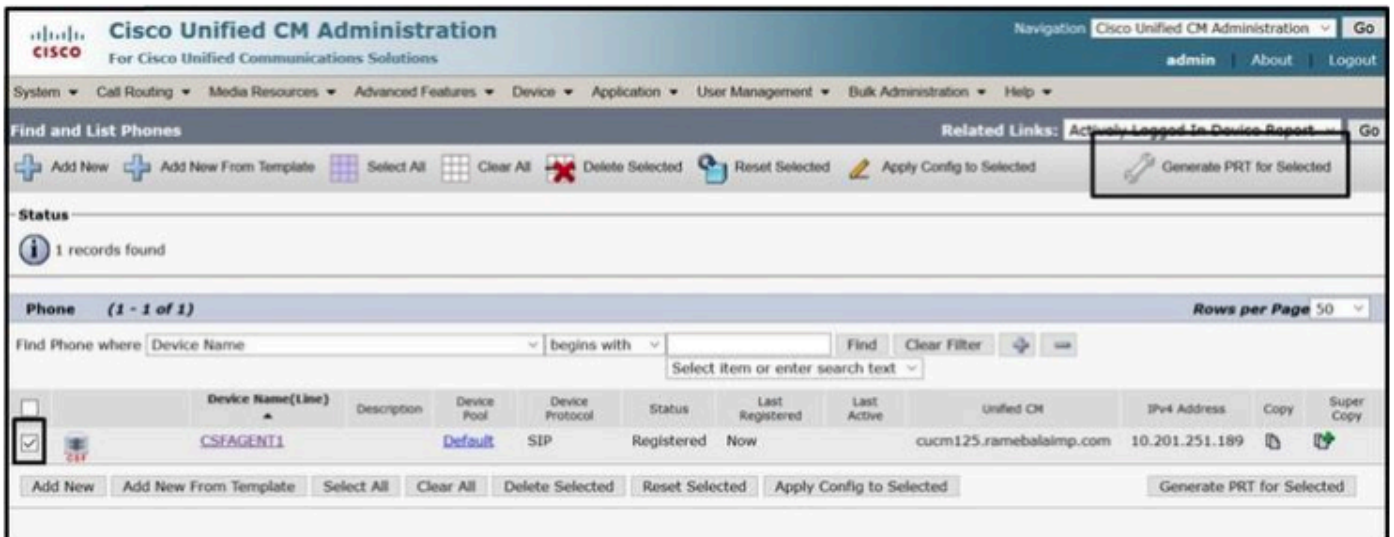 Cisco Unified CM Administration
CISCO
For Cisco Unified Communications Solutions
Navigation Cisco Unified CM Administration Go
admin About Logout
System Call Routing Media Resources Advanced Features Device Application User Management Bulk Administration Help
Find and List Phones
Related Links: Actively Logged In Device Report Go
Add New Add New From Template Select All Clear All Delete Selected Reset Selected Apply Config to Selected Generate PRT for Selected
Status
1 records found
Phone (1 - 1 of 1) Rows per Page 50
Find Phone where Device Name begins with Find Clear Filter
Select item or enter search text
Device Name(Line) Description Device Pool Device Protocol Status Last Registered Last Active Unified CM IPv4 Address Copy Super Copy
CSF CSFAGENT1 Default SIP Registered Now cucm125.ramebalaimp.com 10.201.251.189
Add New Add New From Template Select All Clear All Delete Selected Reset Selected Apply Config to Selected Generate PRT for Selected